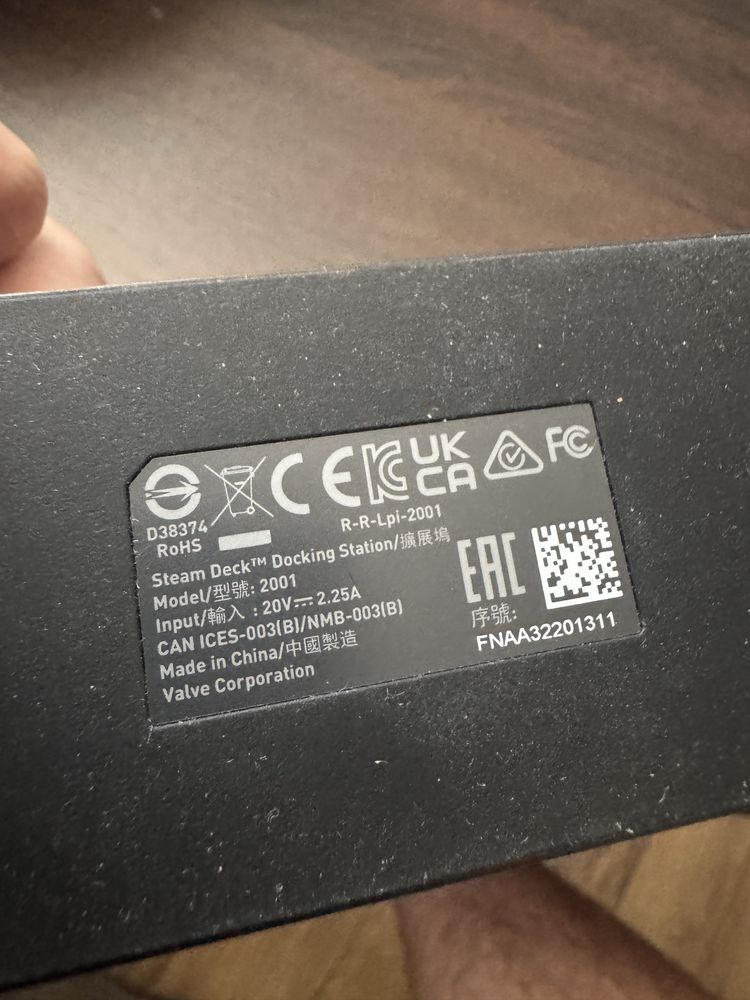 CE UK CA FC
D38374
RoHS
R-R-Lpi-2001
Steam Deck™ Docking Station/擴展塢
Model/型號: 2001
Input/輸入 : 20V⎓2.25A
CAN ICES-003(B)/NMB-003(B)
Made in China/中國製造
Valve Corporation
EAC
序號:
FNAA32201311